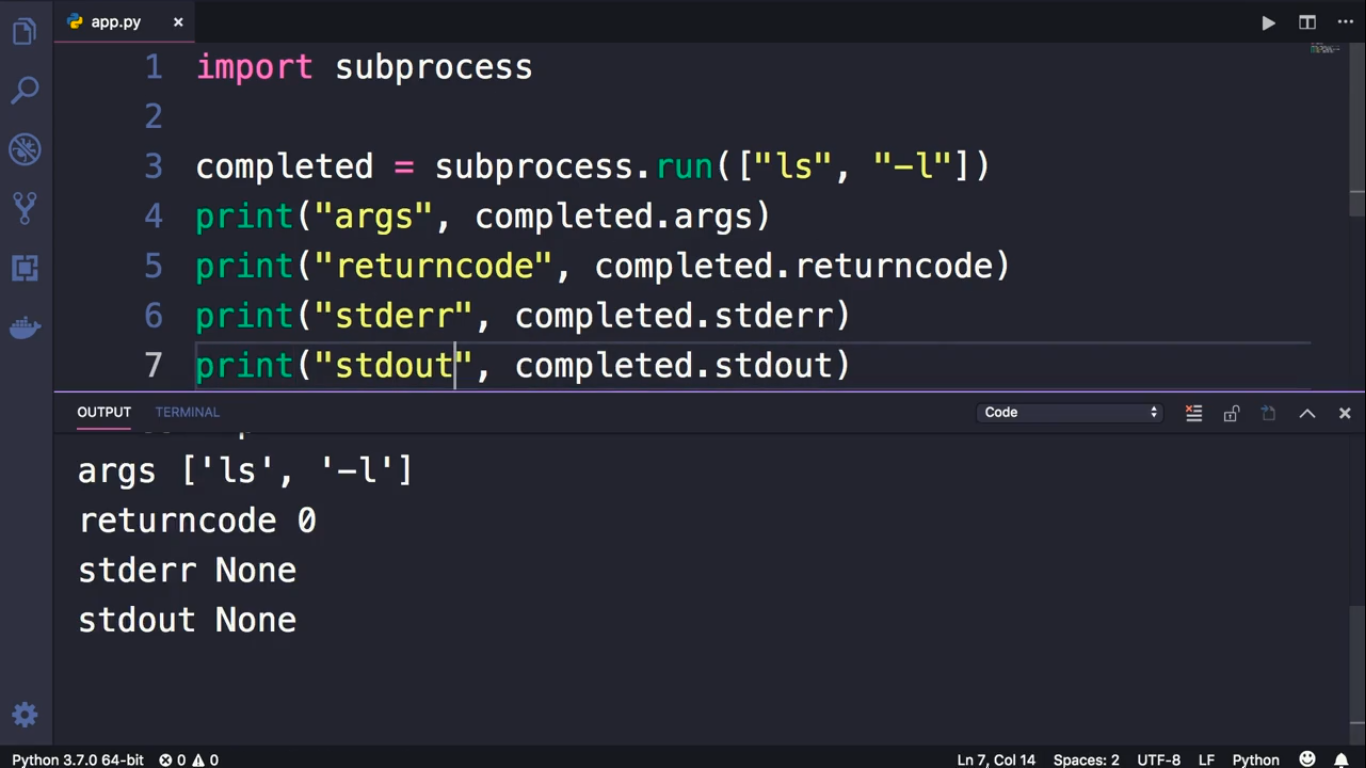 app.py
1 import subprocess
2
3 completed = subprocess.run(["ls", "-l"])
4 print("args", completed.args)
5 print("returncode", completed.returncode)
6 print("stderr", completed.stderr)
7 print("stdout", completed.stdout)
OUTPUT TERMINAL Code
args ['ls', '-l']
returncode 0
stderr None
stdout None
Python 3.7.0 64-bit 0 0 Ln 7, Col 14 Spaces: 2 UTF-8 LF Python